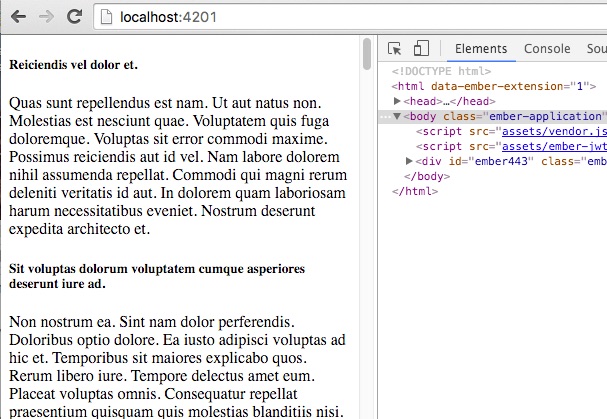 localhost:4201
Reiciendis vel dolor et.
Quas sunt repellendus est nam. Ut aut natus non.
Molestias est nesciunt quae. Voluptatem quis fuga
doloremque. Voluptas sit error commodi maxime.
Possimus reiciendis aut id vel. Nam labore dolorem
nihil assumenda repellat. Commodi qui magni rerum
deleniti veritatis id aut. In dolorem quam laboriosam
harum necessitatibus eveniet. Nostrum deserunt
expedita architecto et.
Sit voluptas dolorum voluptatem cumque asperiores
deserunt iure ad.
Non nostrum ea. Sint nam dolor perferendis.
Doloribus optio dolore. Ea iusto adipisci voluptas ad
hic et. Temporibus sit maiores explicabo quos.
Rerum libero iure. Tempore delectus amet eum.
Placeat voluptas omnis. Consequatur repellat
praesentium quisquam quis molestias blanditiis nisi.
Elements Console Sou
<!DOCTYPE html>
<html data-ember-extension="1">
<head>…</head>
<body class="ember-application"
<script src="assets/vendor.js
<script src="assets/ember-jwt
<div id="ember443" class="emb
</body>
</html>